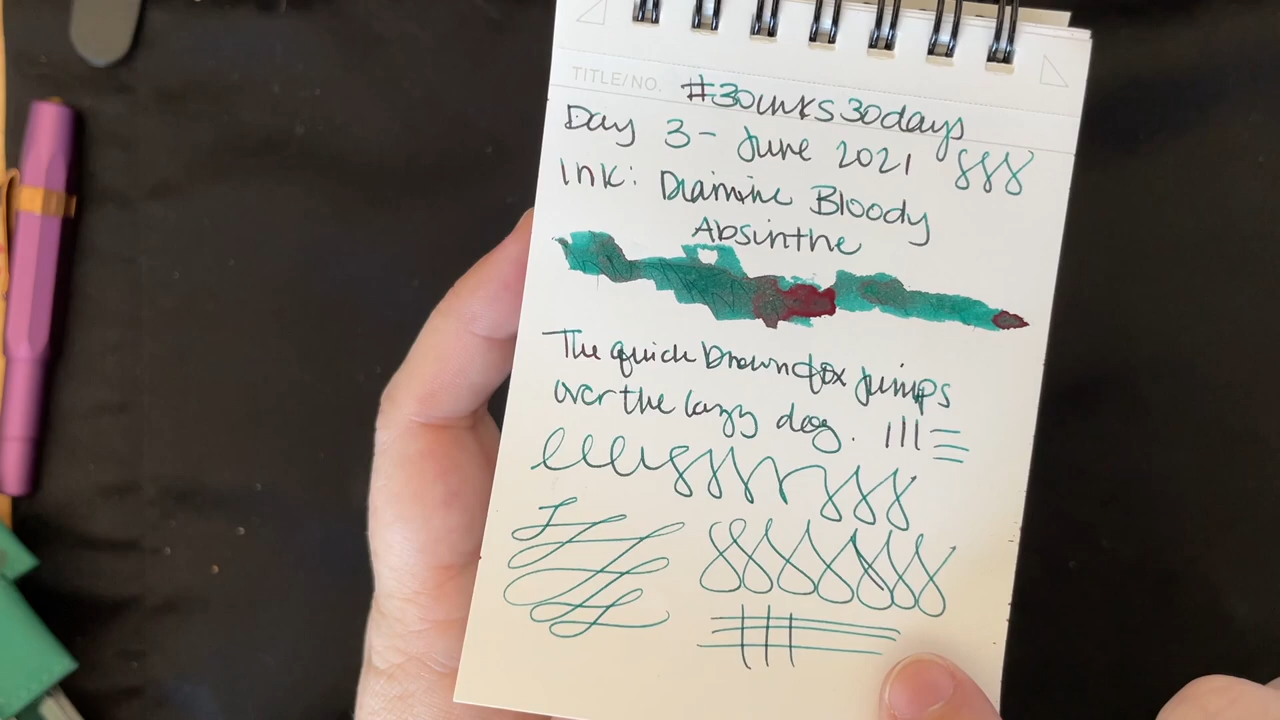 TITLE/NO. #30inks30days
Day 3 - June 2021
Ink: Diamine Bloody
Absinthe
The quick brown fox jumps
over the lazy dog.